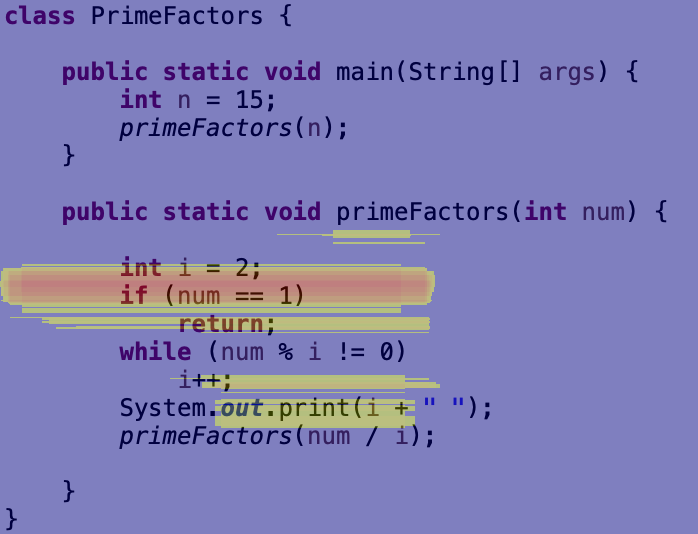 class PrimeFactors {
public static void main(String[] args) {
int n = 15;
primeFactors(n);
}
public static void primeFactors(int num) {
int i = 2;
if (num == 1)
return;
while (num % i != 0)
i++;
System.out.print(i + " ");
primeFactors(num / i);
}
}